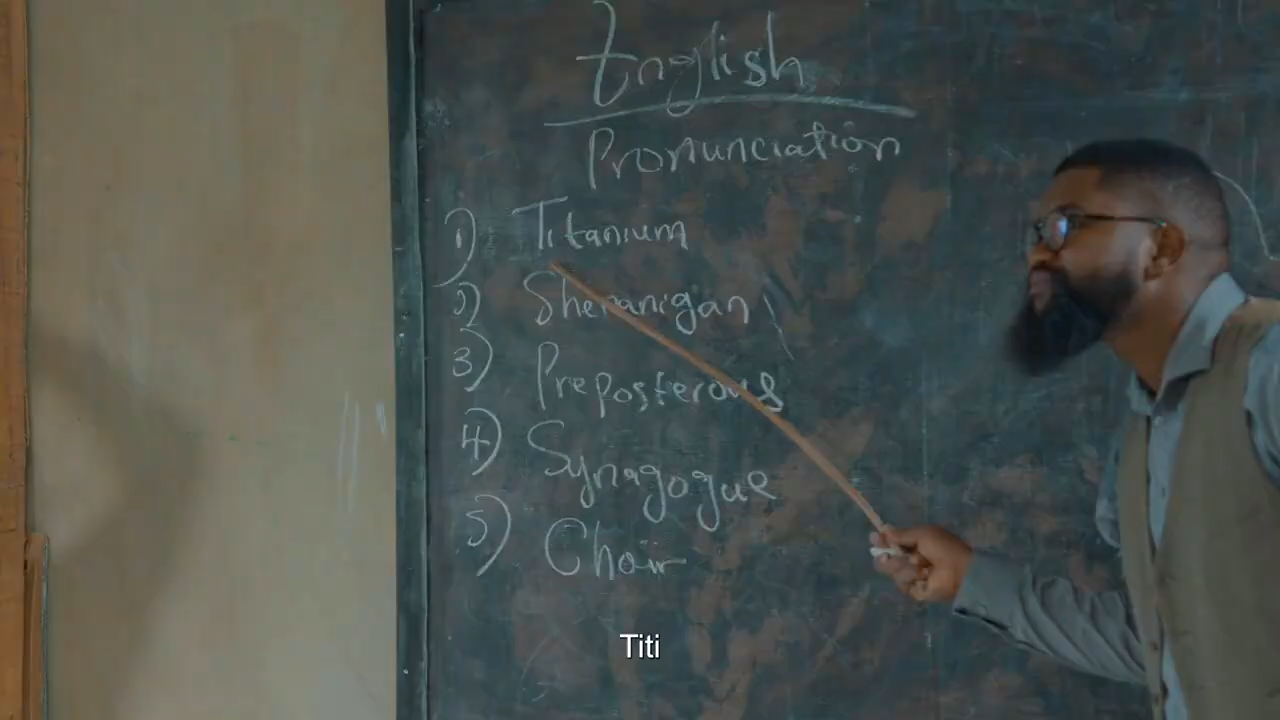 English
Pronunciation
1) Titanium
2) Shenanigan
3) Preposterous
4) Synagogue
5) Choir
Titi